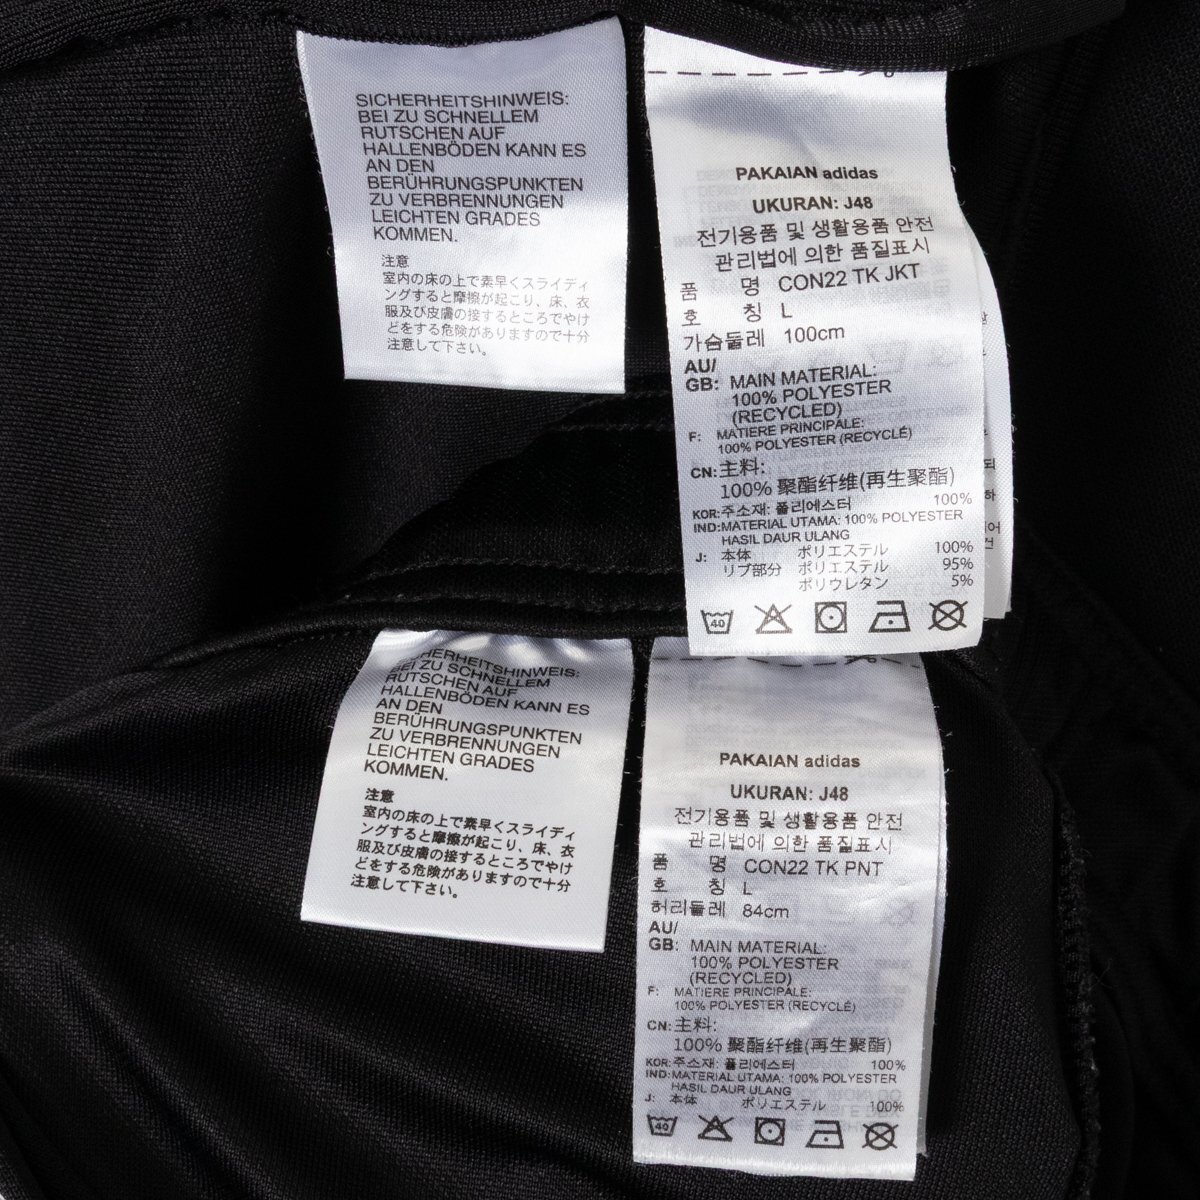 SICHERHEITSHINWEIS:
BEI ZU SCHNELLEM
RUTSCHEN AUF
HALLENBÖDEN KANN ES
AN DEN
BERÜHRUNGSPUNKTEN
ZU VERBRENNUNGEN
LEICHTEN GRADES
KOMMEN.
注意
室内の床の上で素早くスライディ
ングすると摩擦が起こり、床、衣
服及び皮膚の接するところでやけ
どをする危険がありますので十分
注意して下さい。
PAKAIAN adidas
UKURAN: J48
전기용품 및 생활용품 안전
관리법에 의한 품질표시
품 명 CON22 TK JKT
호 칭 L
가슴둘레 100cm
AU/
GB: MAIN MATERIAL:
100% POLYESTER
(RECYCLED)
F: MATIERE PRINCIPALE:
100% POLYESTER (RECYCLÉ)
CN: 主料:
100% 聚酯纤维(再生聚酯)
KOR: 주소재: 폴리에스터 100%
IND: MATERIAL UTAMA: 100% POLYESTER
HASIL DAUR ULANG
J: 本体 ポリエステル 100%
リブ部分 ポリエステル 95%
ポリウレタン 5%
40
SICHERHEITSHINWEIS:
BEI ZU SCHNELLEM
RUTSCHEN AUF
HALLENBÖDEN KANN ES
AN DEN
BERÜHRUNGSPUNKTEN
ZU VERBRENNUNGEN
LEICHTEN GRADES
KOMMEN.
注意
室内の床の上で素早くスライディ
ングすると摩擦が起こり、床、衣
服及び皮膚の接するところでやけ
どをする危険がありますので十分
注意して下さい。
PAKAIAN adidas
UKURAN: J48
전기용품 및 생활용품 안전
관리법에 의한 품질표시
품 명 CON22 TK PNT
호 칭 L
허리둘레 84cm
AU/
GB: MAIN MATERIAL:
100% POLYESTER
(RECYCLED)
F: MATIERE PRINCIPALE:
100% POLYESTER (RECYCLÉ)
CN: 主料:
100% 聚酯纤维(再生聚酯)
KOR: 주소재: 폴리에스터 100%
IND: MATERIAL UTAMA: 100% POLYESTER
HASIL DAUR ULANG
J: 本体 ポリエステル 100%
40